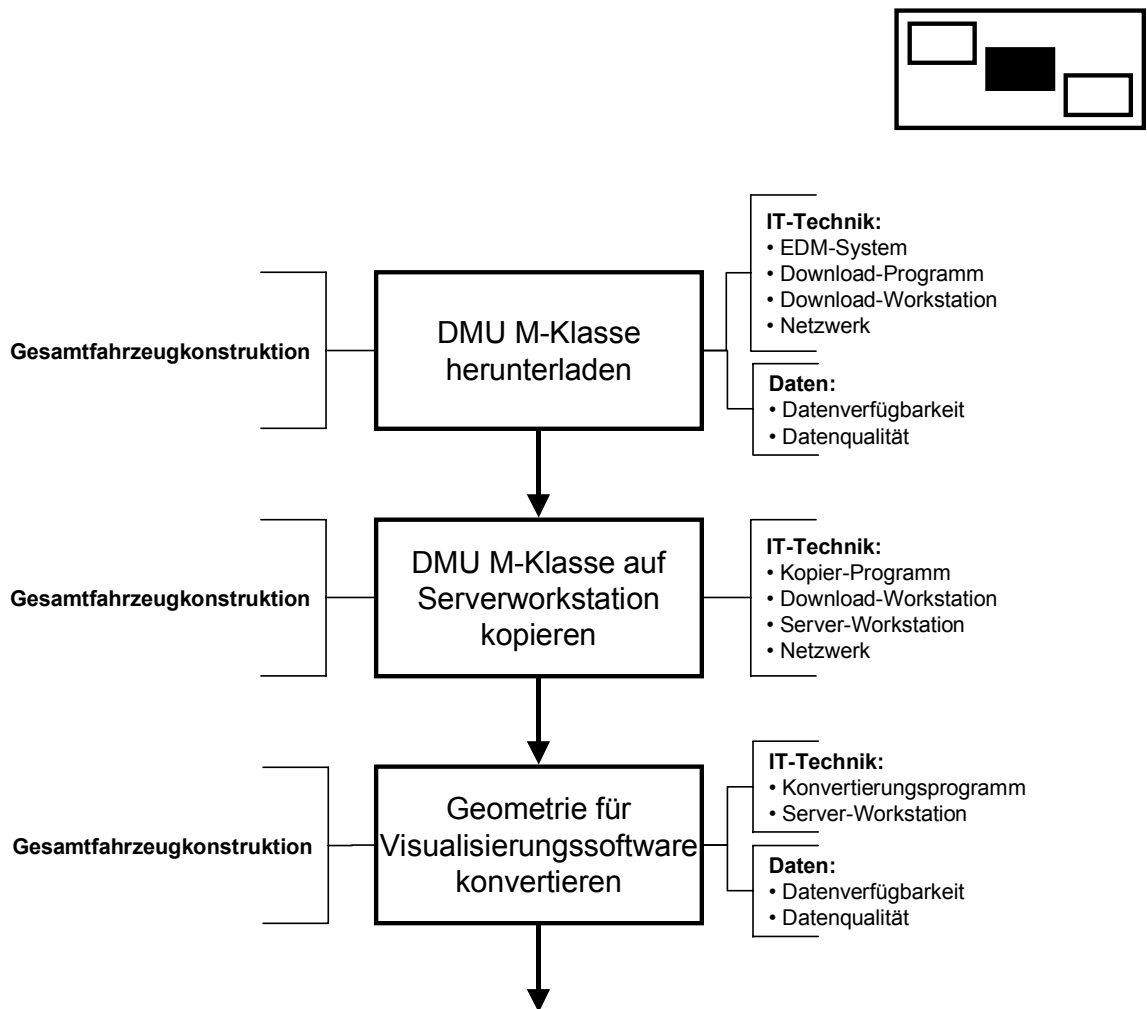 Gesamtfahrzeugkonstruktion
DMU M-Klasse
herunterladen
IT-Technik:
• EDM-System
• Download-Programm
• Download-Workstation
• Netzwerk
Daten:
• Datenverfügbarkeit
• Datenqualität
Gesamtfahrzeugkonstruktion
DMU M-Klasse auf
Serverworkstation
kopieren
IT-Technik:
• Kopier-Programm
• Download-Workstation
• Server-Workstation
• Netzwerk
Gesamtfahrzeugkonstruktion
Geometrie für
Visualisierungssoftware
konvertieren
IT-Technik:
• Konvertierungsprogramm
• Server-Workstation
Daten:
• Datenverfügbarkeit
• Datenqualität